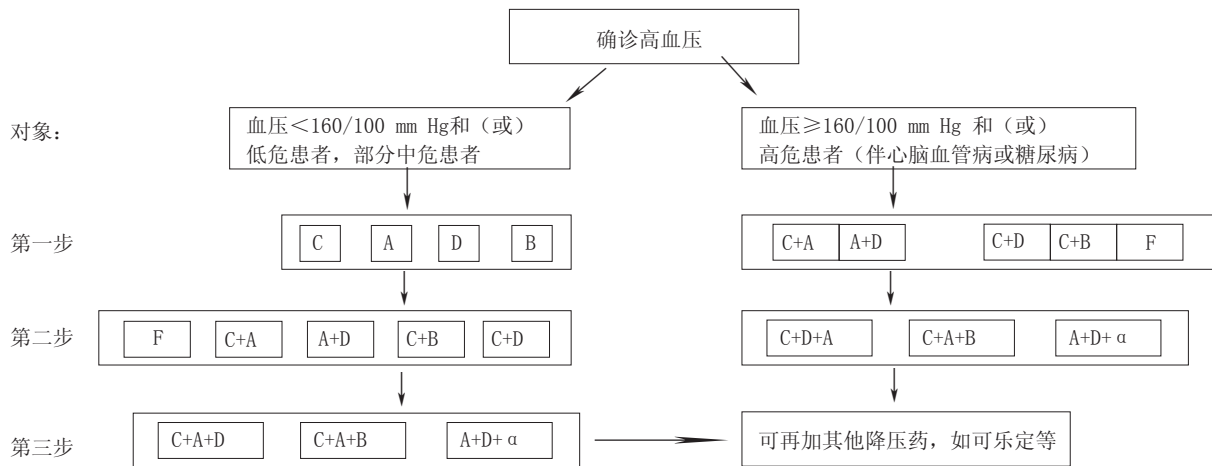 确诊高血压
对象：
血压＜160/100 mm Hg和（或）
低危患者，部分中危患者
血压≥160/100 mm Hg 和（或）
高危患者（伴心脑血管病或糖尿病）
第一步
C A D B
C+A A+D C+D C+B F
第二步
F C+A A+D C+B C+D
C+D+A C+A+B A+D+α
第三步
C+A+D C+A+B A+D+α
可再加其他降压药，如可乐定等